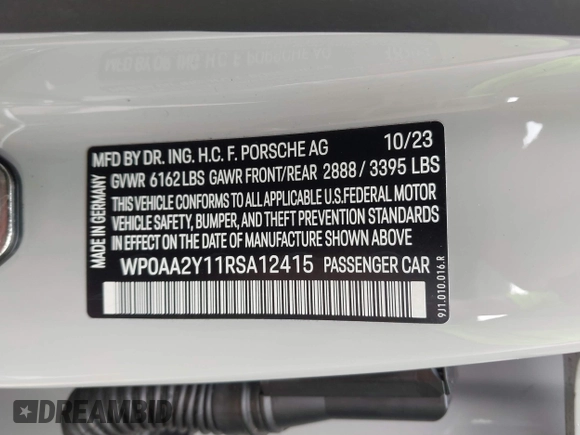 MFD BY DR. ING. H.C. F. PORSCHE AG 10/23
GVWR 6162 LBS GAWR FRONT/REAR 2888 / 3395 LBS
THIS VEHICLE CONFORMS TO ALL APPLICABLE U.S. FEDERAL MOTOR
VEHICLE SAFETY, BUMPER, AND THEFT PREVENTION STANDARDS
IN EFFECT ON THE DATE OF MANUFACTURE SHOWN ABOVE
WP0AA2Y11RSA12415 PASSENGER CAR
MADE IN GERMANY
9J1.010.016.R
DREAMBID